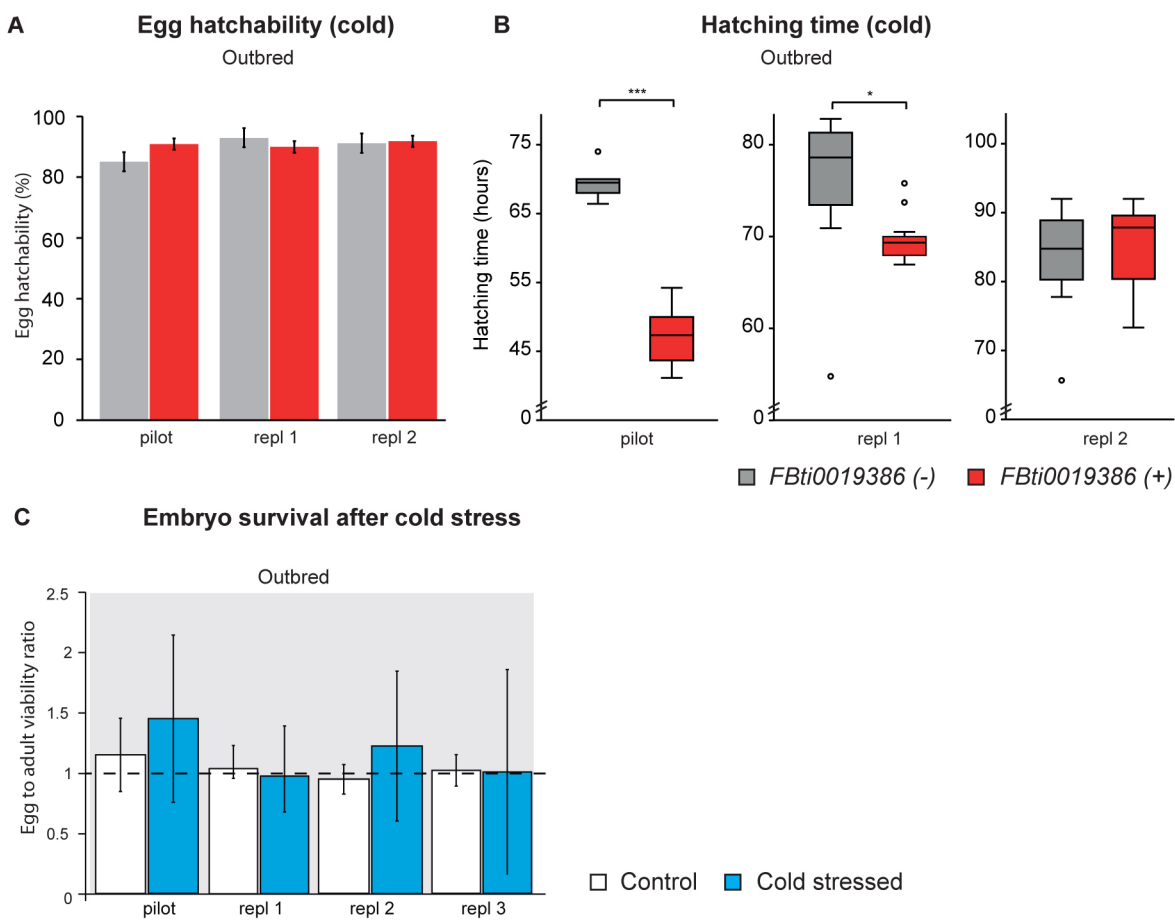 A
Egg hatchability (cold)
Outbred
Egg hatchability (%)
100
80
60
40
20
0
pilot
repl 1
repl 2
B
Hatching time (cold)
Outbred
Hatching time (hours)
***
75
65
55
45
0
pilot
*
80
70
60
0
repl 1
100
90
80
70
0
repl 2
FBti0019386 (-)
FBti0019386 (+)
C
Embryo survival after cold stress
Outbred
Egg to adult viability ratio
2.5
2
1.5
1
0.5
0
pilot
repl 1
repl 2
repl 3
Control
Cold stressed